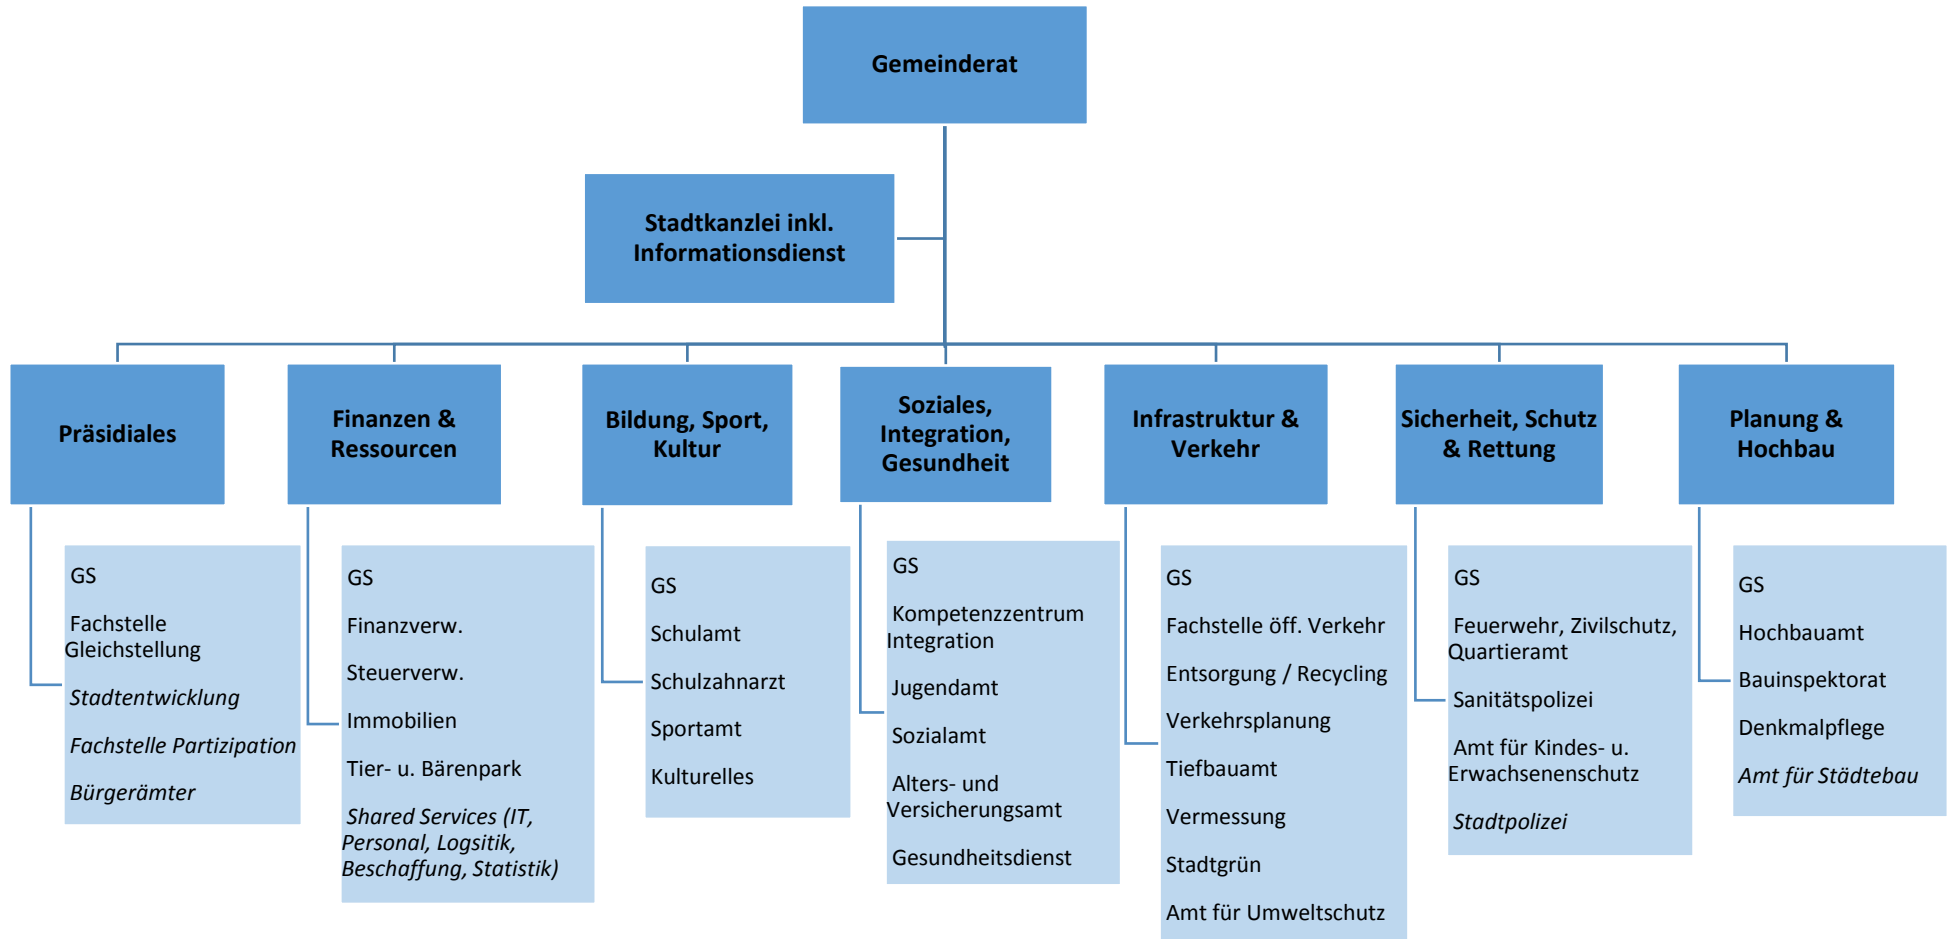 Gemeinderat
Stadtkanzlei inkl.
Informationsdienst
Präsidiales
Finanzen &
Ressourcen
Bildung, Sport,
Kultur
Soziales,
Integration,
Gesundheit
Infrastruktur &
Verkehr
Sicherheit, Schutz
& Rettung
Planung &
Hochbau
GS
Fachstelle
Gleichstellung
Stadtentwicklung
Fachstelle Partizipation
Bürgerämter
GS
Finanzverw.
Steuerverw.
Immobilien
Tier- u. Bärenpark
Shared Services (IT,
Personal, Logsitik,
Beschaffung, Statistik)
GS
Schulamt
Schulzahnarzt
Sportamt
Kulturelles
GS
Kompetenzzentrum
Integration
Jugendamt
Sozialamt
Alters- und
Versicherungsamt
Gesundheitsdienst
GS
Fachstelle öff. Verkehr
Entsorgung / Recycling
Verkehrsplanung
Tiefbauamt
Vermessung
Stadtgrün
Amt für Umweltschutz
GS
Feuerwehr, Zivilschutz,
Quartieramt
Sanitätspolizei
Amt für Kindes- u.
Erwachsenenschutz
Stadtpolizei
GS
Hochbauamt
Bauinspektorat
Denkmalpflege
Amt für Städtebau